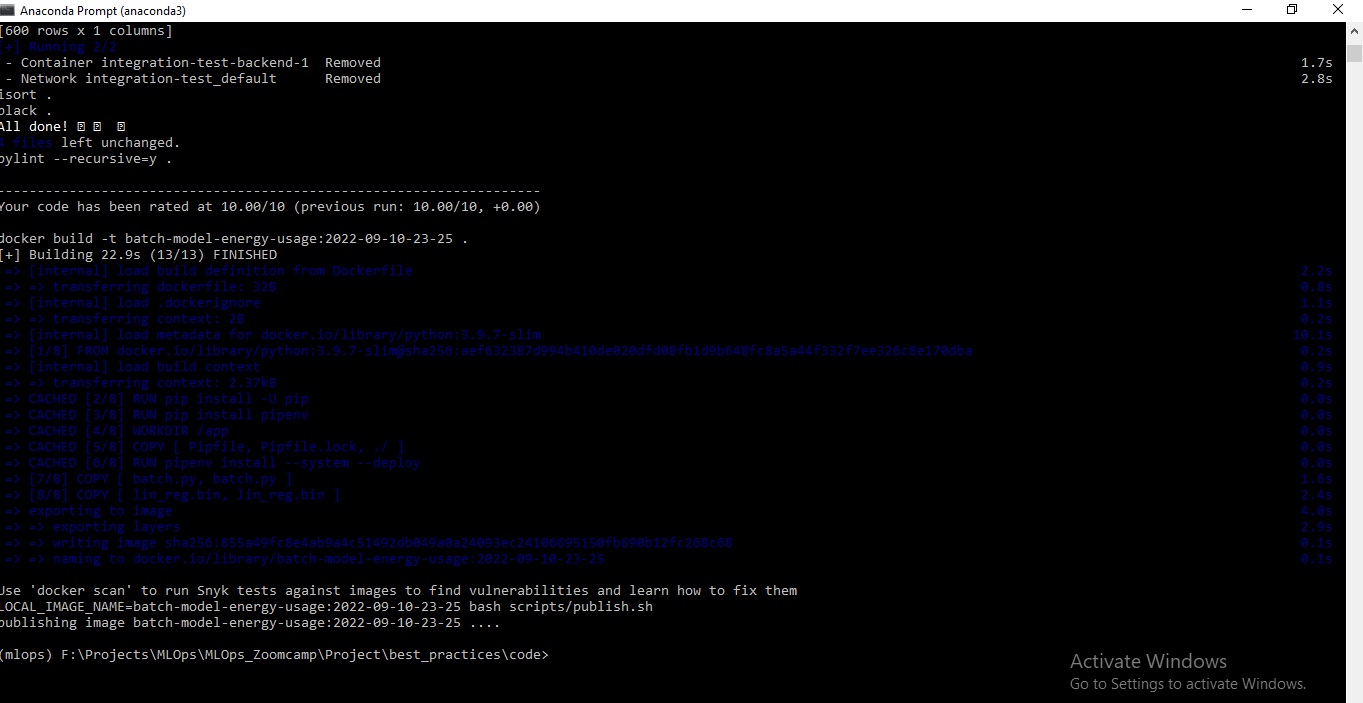 Anaconda Prompt (anaconda3)
[600 rows x 1 columns]
[+] Running 2/2
- Container integration-test-backend-1 Removed 1.7s
- Network integration-test_default Removed 2.8s
isort .
black .
All done!
files left unchanged.
pylint --recursive=y .
--------------------------------------------------------------------
Your code has been rated at 10.00/10 (previous run: 10.00/10, +0.00)
docker build -t batch-model-energy-usage:2022-09-10-23-25 .
[+] Building 22.9s (13/13) FINISHED
=> [internal] load build definition from Dockerfile 2.2s
=> => transferring dockerfile: 32B 0.8s
=> [internal] load .dockerignore 1.1s
=> => transferring context: 2B 0.2s
=> [internal] load metadata for docker.io/library/python:3.9.7-slim 10.1s
=> [1/8] FROM docker.io/library/python:3.9.7-slim@sha256:aef632387d994b410de020dfd08fb1d9b648fc8a5a44f332f7ee326c8e170dba 0.2s
=> [internal] load build context 0.9s
=> => transferring context: 2.37kB 0.2s
=> CACHED [2/8] RUN pip install -U pip 0.0s
=> CACHED [3/8] RUN pip install pipenv 0.0s
=> CACHED [4/8] WORKDIR /app 0.0s
=> CACHED [5/8] COPY [ Pipfile, Pipfile.lock, ./ ] 0.0s
=> CACHED [6/8] RUN pipenv install --system --deploy 0.0s
=> [7/8] COPY [ batch.py, batch.py ] 1.6s
=> [8/8] COPY [ lin_reg.bin, lin_reg.bin ] 2.4s
=> exporting to image 4.0s
=> => exporting layers 2.9s
=> => writing image sha256:855a49fc8e4ab9a4c51492db049a0a24093ec24106695150fb690b12fc268c68 0.1s
=> => naming to docker.io/library/batch-model-energy-usage:2022-09-10-23-25 0.1s
Use 'docker scan' to run Snyk tests against images to find vulnerabilities and learn how to fix them
LOCAL_IMAGE_NAME=batch-model-energy-usage:2022-09-10-23-25 bash scripts/publish.sh
publishing image batch-model-energy-usage:2022-09-10-23-25 ....
(mlops) F:\Projects\MLOps\MLOps_Zoomcamp\Project\best_practices\code>
Activate Windows
Go to Settings to activate Windows.